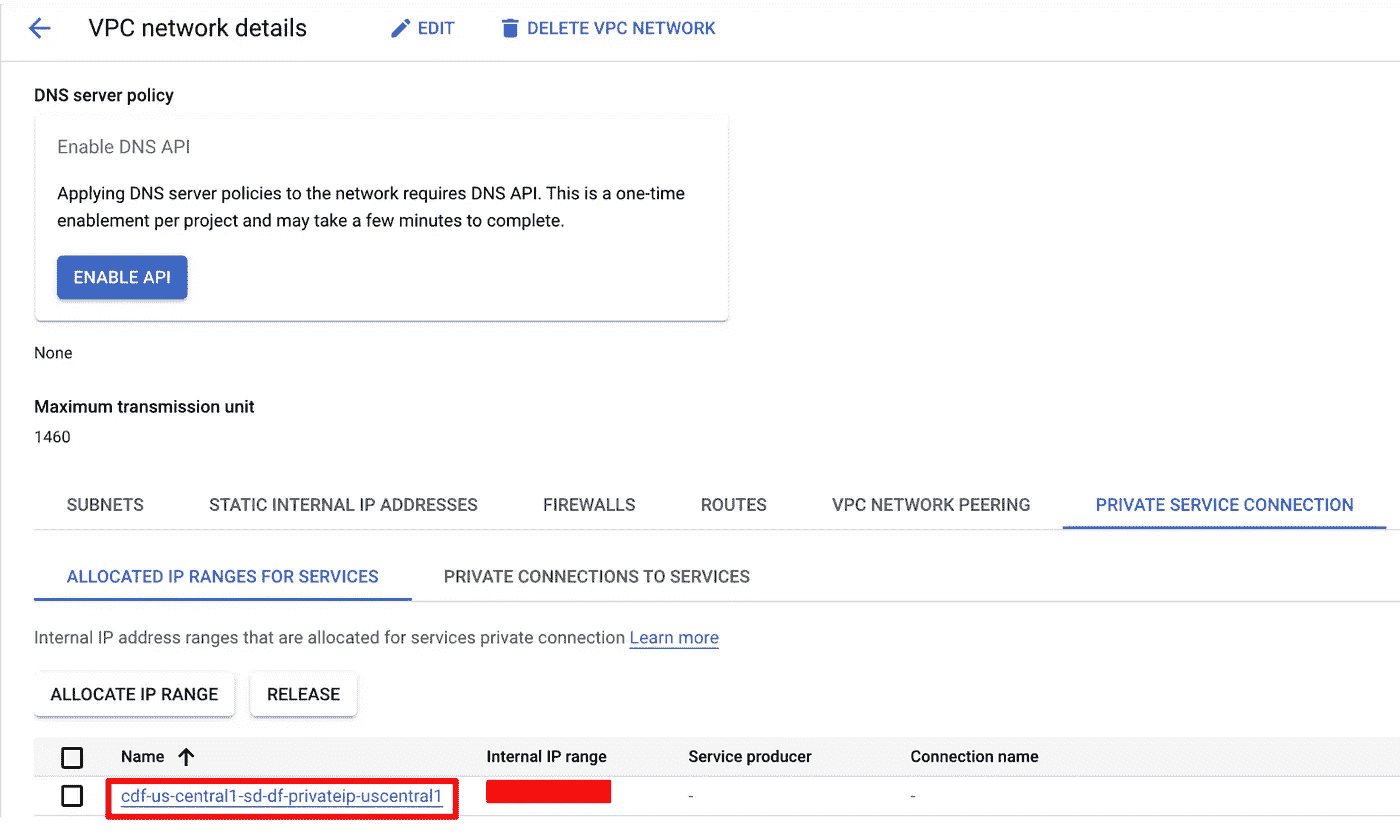 VPC network details EDIT DELETE VPC NETWORK
DNS server policy
Enable DNS API
Applying DNS server policies to the network requires DNS API. This is a one-time
enablement per project and may take a few minutes to complete.
ENABLE API
None
Maximum transmission unit
1460
SUBNETS STATIC INTERNAL IP ADDRESSES FIREWALLS ROUTES VPC NETWORK PEERING PRIVATE SERVICE CONNECTION
ALLOCATED IP RANGES FOR SERVICES PRIVATE CONNECTIONS TO SERVICES
Internal IP address ranges that are allocated for services private connection Learn more
ALLOCATE IP RANGE RELEASE
Name Internal IP range Service producer Connection name
cdf-us-central1-sd-df-privateip-uscentral1 - -